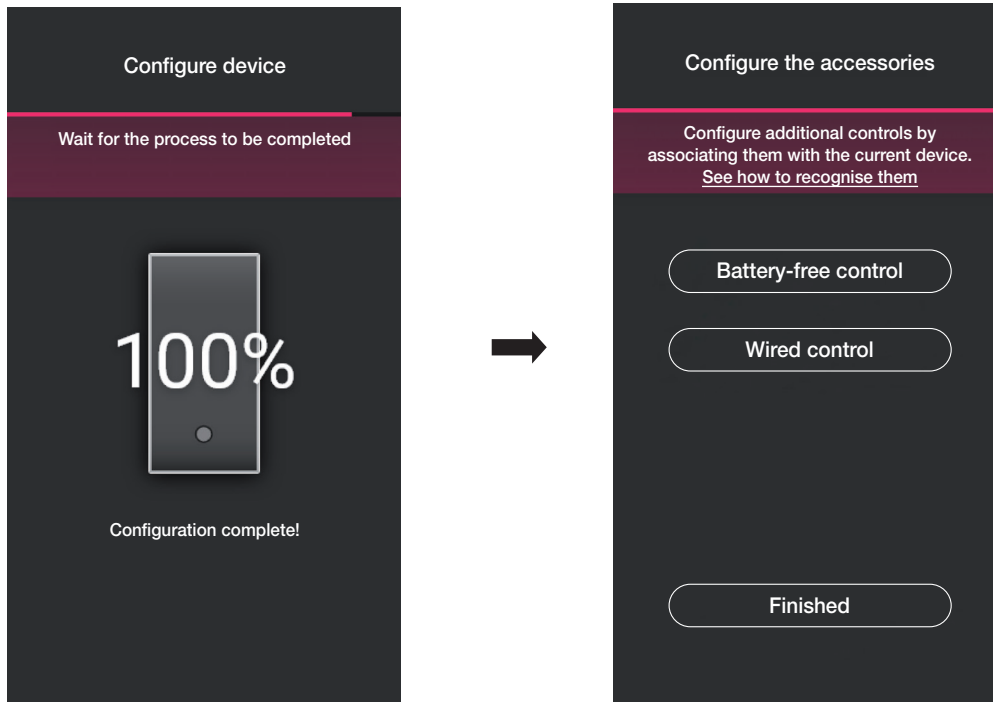 Configure device
Wait for the process to be completed
100%
Configuration complete!
Configure the accessories
Configure additional controls by
associating them with the current device.
See how to recognise them
Battery-free control
Wired control
Finished